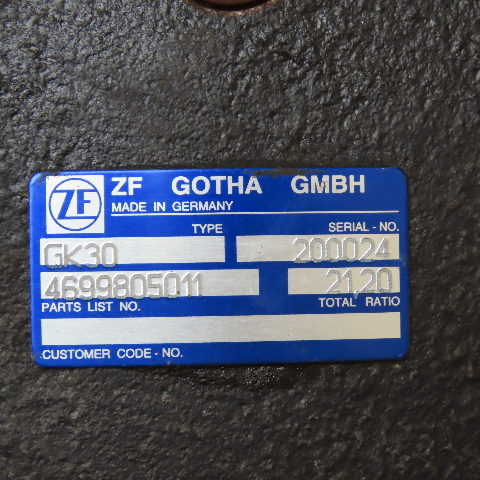 ZF ZF GOTHA GMBH
MADE IN GERMANY
TYPE SERIAL - NO.
GK30 200024
4699805011 21,20
PARTS LIST NO. TOTAL RATIO
CUSTOMER CODE - NO.